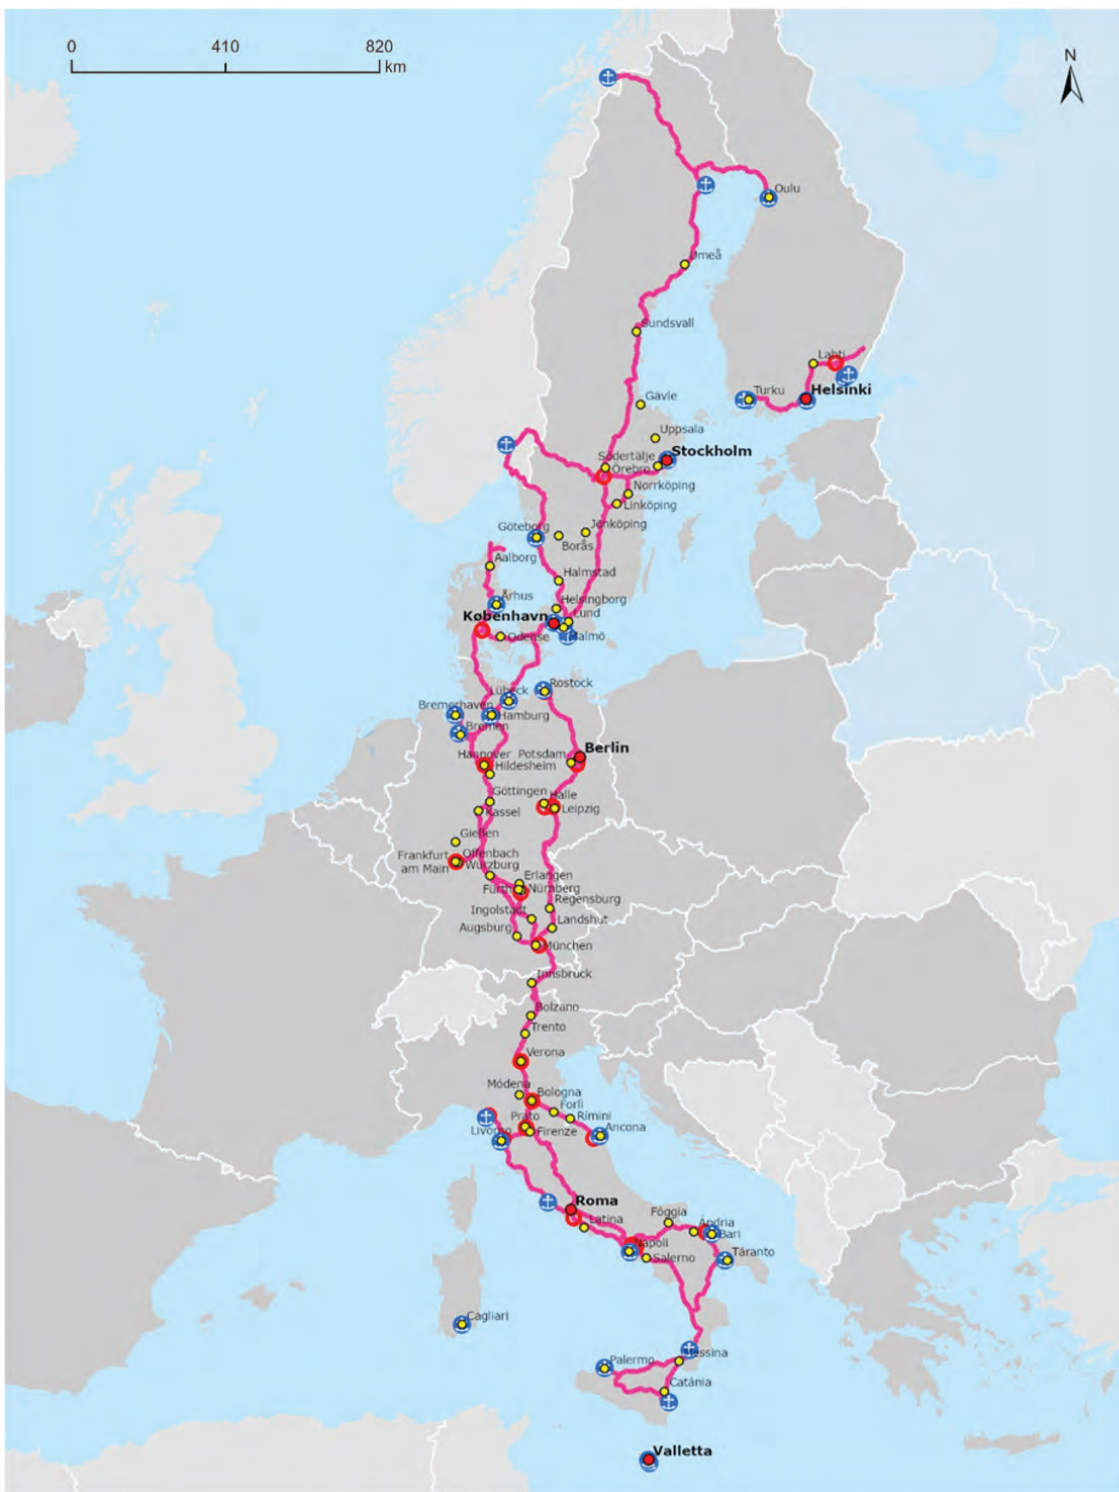 0 410 820
km
N
Oulu
Umeå
Sundsvall
Lahti
Turku
Helsinki
Gävle
Uppsala
Stockholm
Södertälje
Örebro
Norrköping
Linköping
Göteborg
Jönköping
Borås
Aalborg
Halmstad
Århus
Helsingborg
København
Lund
Odense
Malmö
Rostock
Lübeck
Bremerhaven
Hamburg
Bremen
Berlin
Hannover
Potsdam
Hildesheim
Göttingen
Halle
Kassel
Leipzig
Gießen
Frankfurt
am Main
Offenbach
Würzburg
Erlangen
Fürth
Nürnberg
Regensburg
Ingolstadt
Landshut
Augsburg
München
Innsbruck
Bolzano
Trento
Verona
Módena
Bologna
Forlì
Prato
Rímini
Livorno
Firenze
Ancona
Roma
Latina
Fóggia
Ándria
Bari
Napoli
Salerno
Táranto
Cagliari
Palermo
Messina
Catánia
Valletta